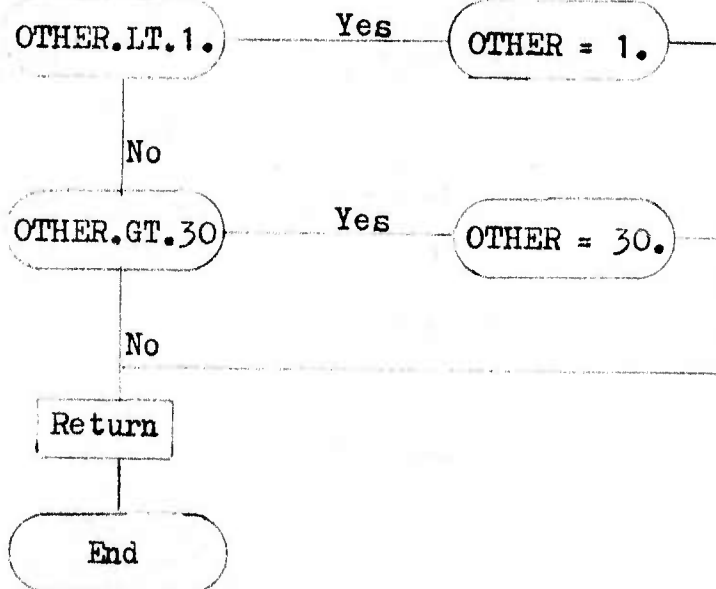 OTHER.LT.1. Yes OTHER = 1.
No
OTHER.GT.30 Yes OTHER = 30.
No
Return
End